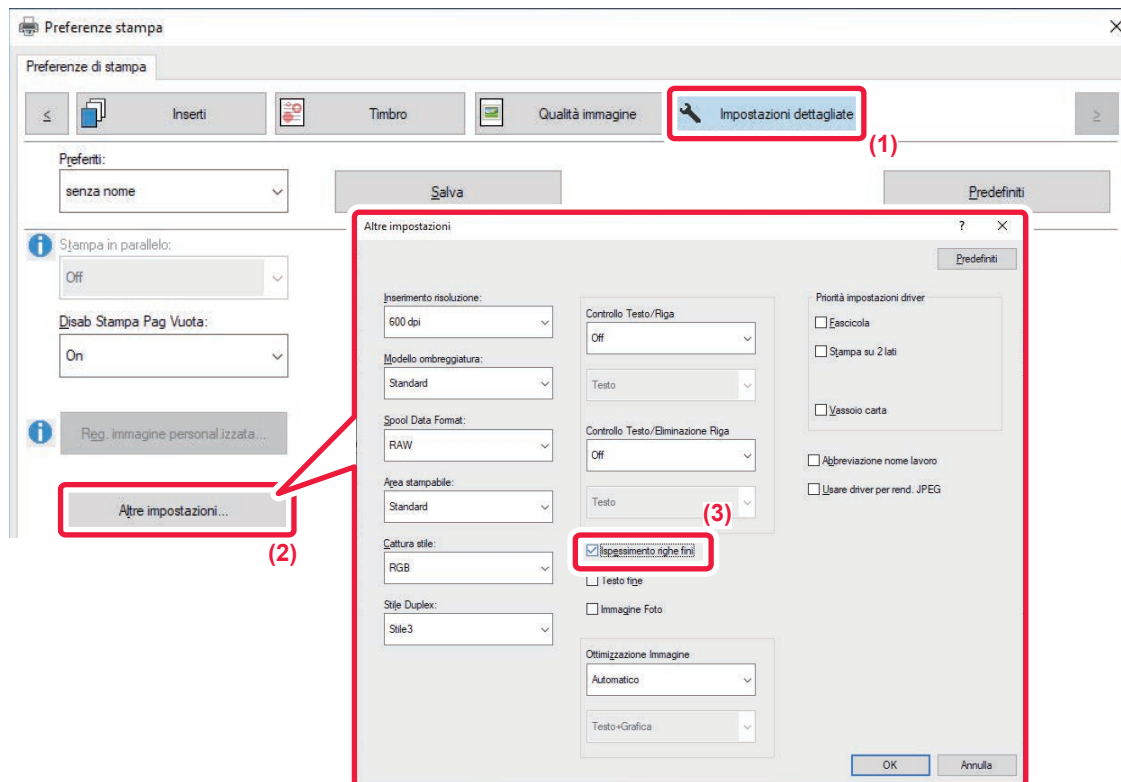 Preferenze stampa
Preferenze di stampa
≤
Inserti
Timbro
Qualità immagine
Impostazioni dettagliate
≥
(1)
Preferiti:
senza nome
Salva
Predefiniti
Stampa in parallelo:
Off
Disab Stampa Pag Vuota:
On
Reg. immagine personal.izzata...
Altre impostazioni...
(2)
Altre impostazioni
?
Predefiniti
Inserimento risoluzione:
600 dpi
Modello ombreggiatura:
Standard
Spool Data Format:
RAW
Area stampabile:
Standard
Cattura stile:
RGB
Stile Duplex:
Stile3
Controllo Testo/Riga
Off
Testo
Controllo Testo/Eliminazione Riga
Off
Testo
(3)
Ispessimento righe fini
Testo fine
Immagine Foto
Ottimizzazione Immagine
Automatico
Testo+Grafica
Priorità impostazioni driver
Fascicola
Stampa su 2 lati
Vassoio carta
Abbreviazione nome lavoro
Usare driver per rend. JPEG
OK
Annulla